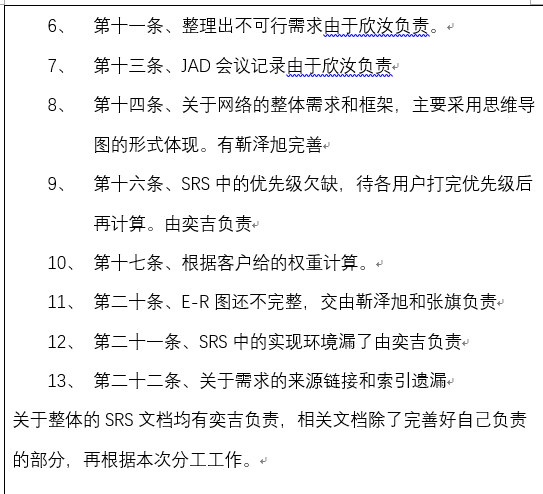 6、 第十一条、整理出不可行需求由于欣汝负责。
7、 第十三条、JAD 会议记录由于欣汝负责
8、 第十四条、关于网络的整体需求和框架，主要采用思维导
图的形式体现。有靳泽旭完善
9、 第十六条、SRS 中的优先级欠缺，待各用户打完优先级后
再计算。由奕吉负责
10、 第十七条、根据客户给的权重计算。
11、 第二十条、E-R 图还不完整，交由靳泽旭和张旗负责
12、 第二十一条、SRS 中的实现环境漏了由奕吉负责
13、 第二十二条、关于需求的来源链接和索引遗漏
关于整体的 SRS 文档均有奕吉负责，相关文档除了完善好自己负责
的部分，再根据本次分工工作。